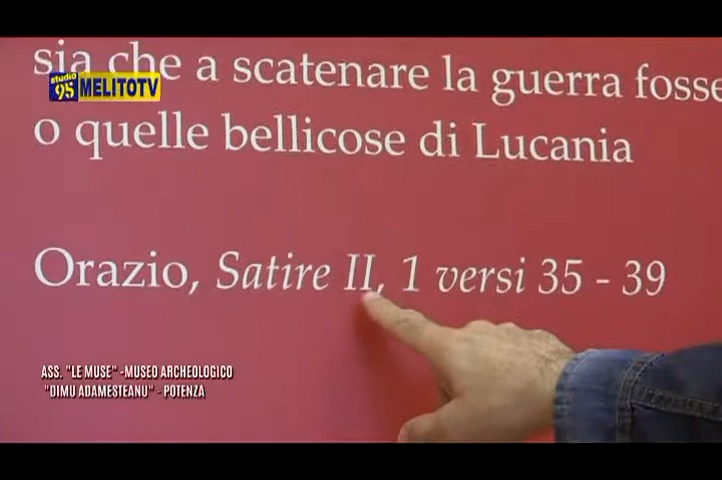 sia che a scatenare la guerra fosse
studio
95 MELITOTV
o quelle bellicose di Lucania
Orazio, Satire II, 1 versi 35 - 39
ASS. "LE MUSE" -MUSEO ARCHEOLOGICO
"DIMU ADAMESTEANU" - POTENZA